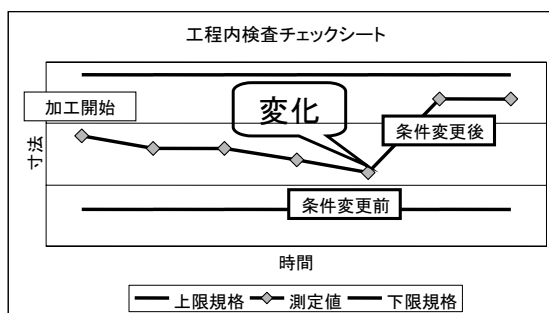 工程内検査チェックシート
加工開始
変化
条件変更後
寸法
条件変更前
時間
上限規格 測定値 下限規格